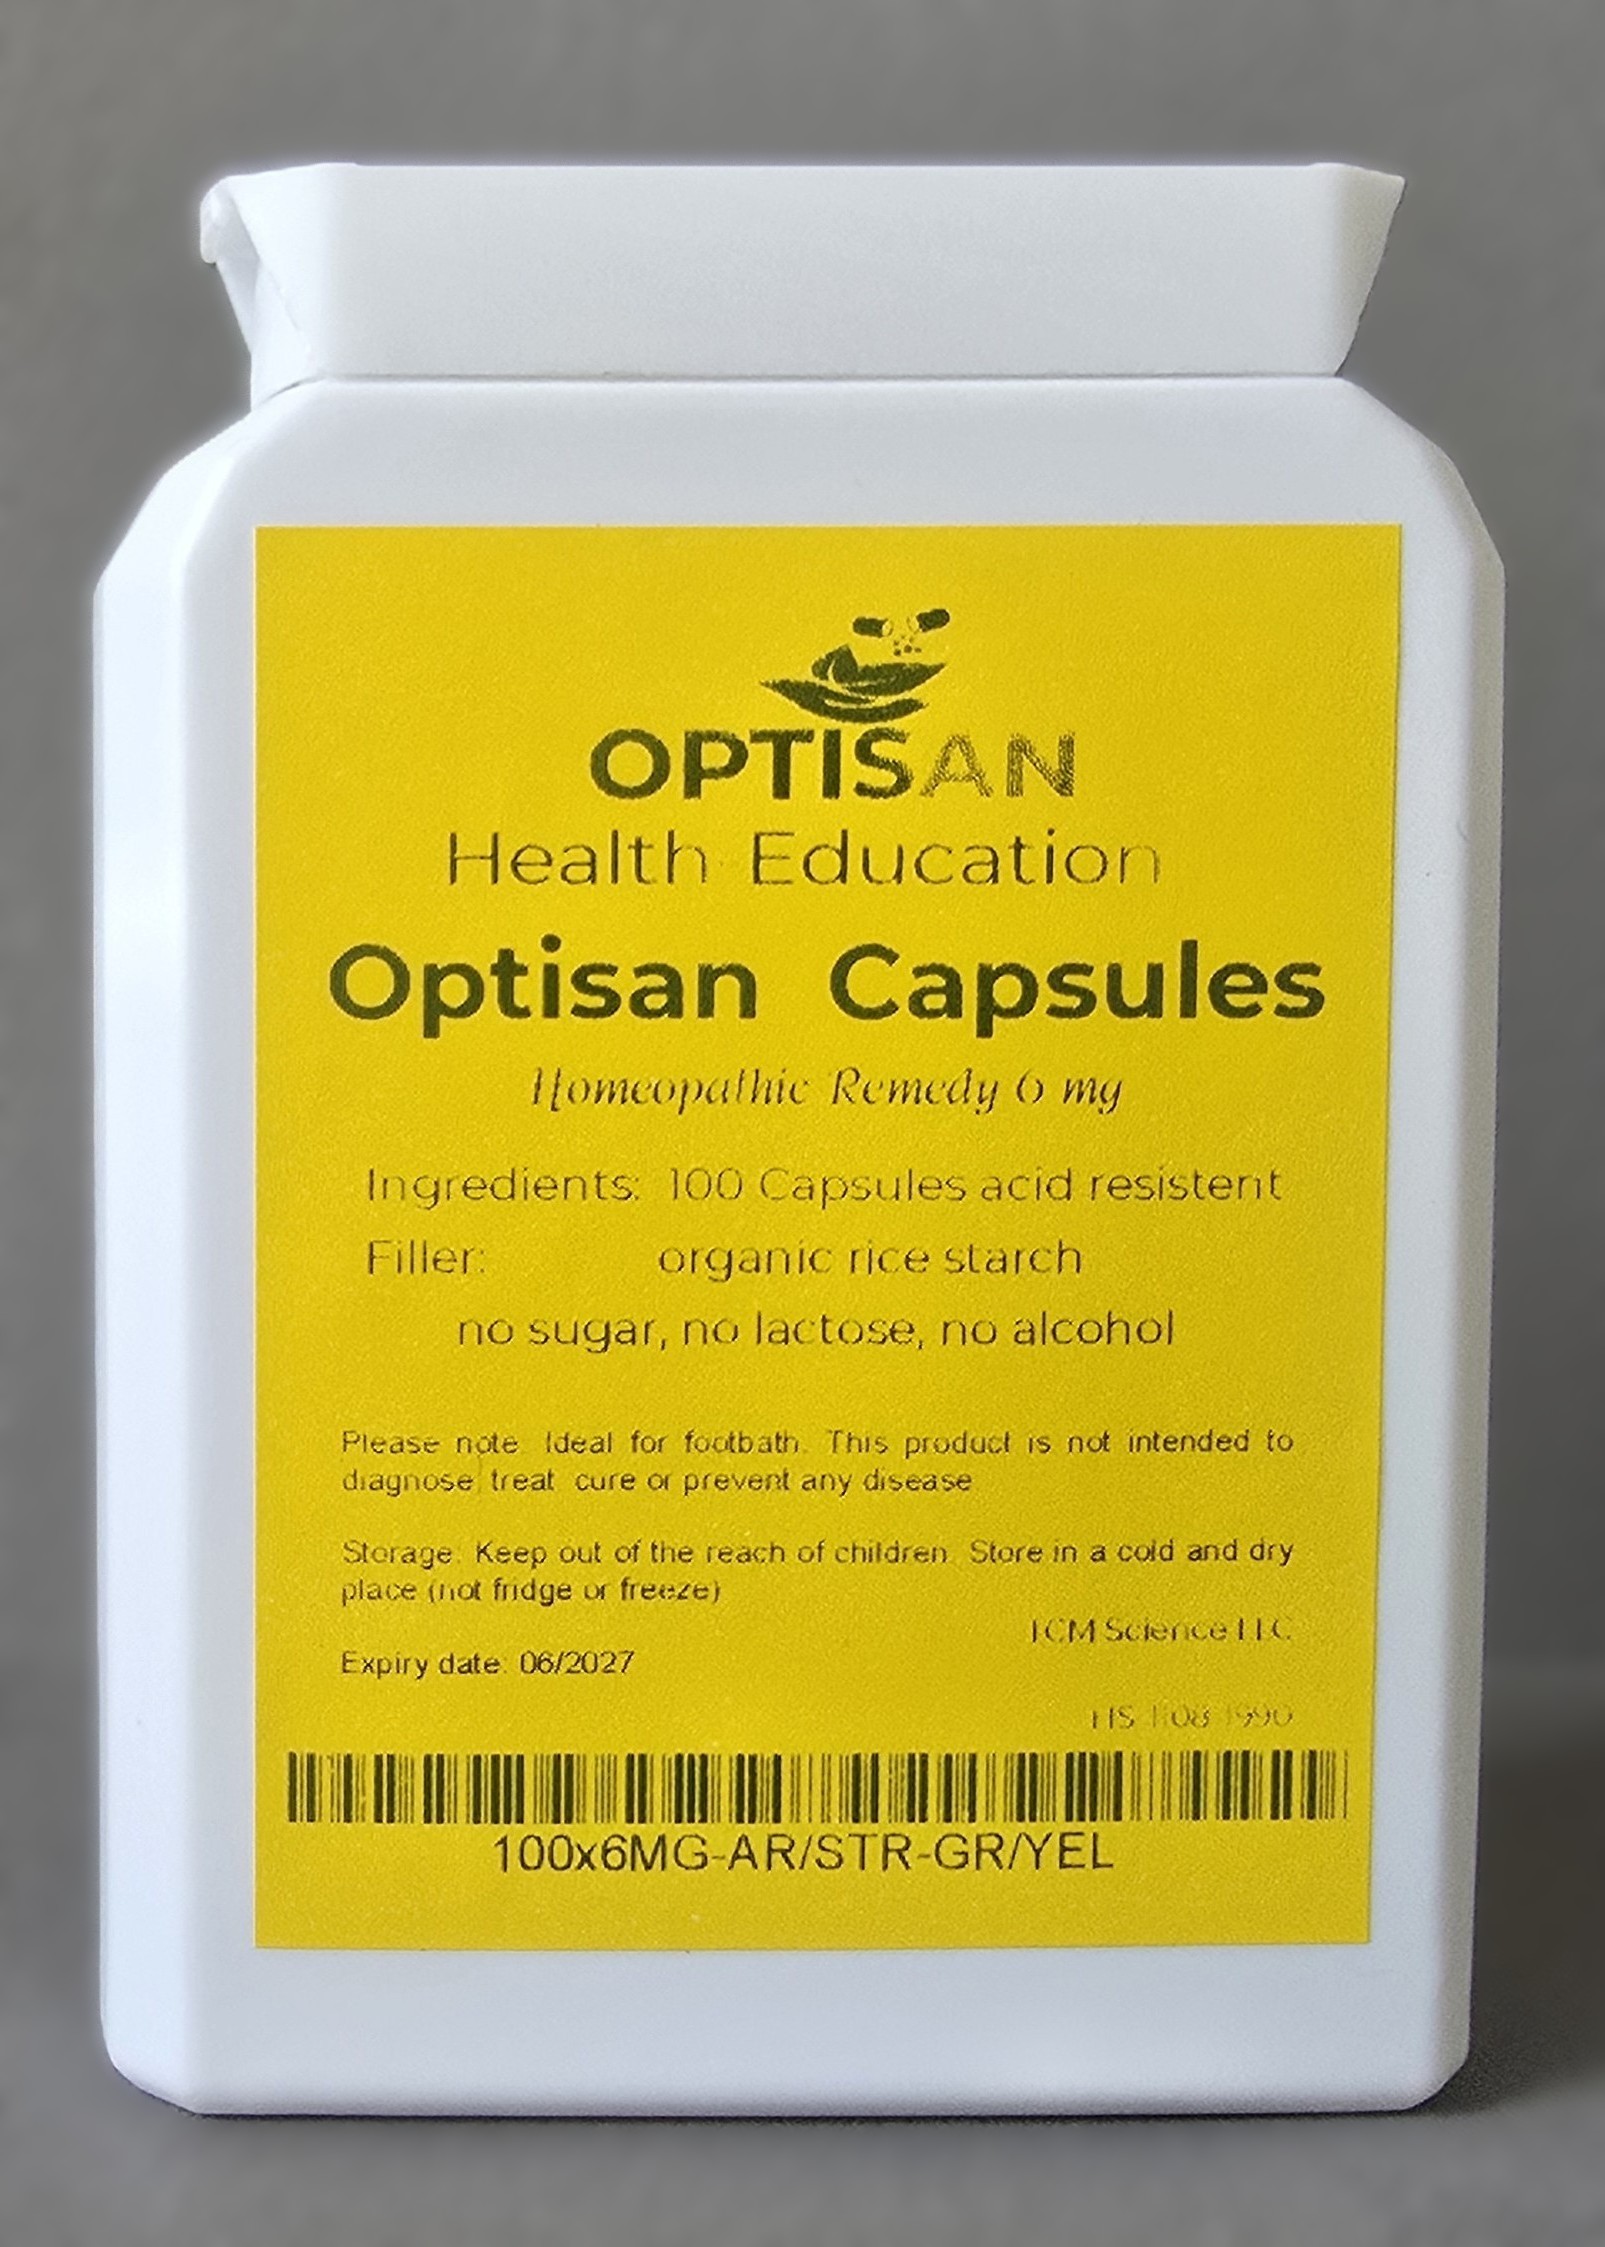 OPTISAN
Health Education
Optisan Capsules
Homeopathic Remedy 6 mg
Ingredients: 100 Capsules acid resistent
Filler: organic rice starch
no sugar, no lactose, no alcohol
Please note Ideal for footbath. This product is not intended to
diagnose, treat cure or prevent any disease
Storage: Keep out of the reach of children. Store in a cold and dry
place (not fridge or freeze)
TCM Science LLC
Expiry date: 06/2027
100x6MG-AR/STR-GR/YEL